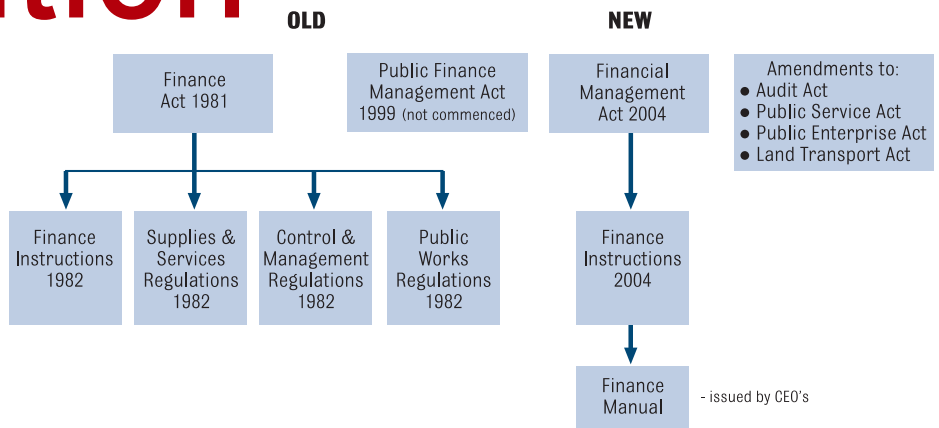 OLD
NEW
Finance
Act 1981
Public Finance
Management Act
1999 (not commenced)
Financial
Management
Act 2004
Amendments to:
● Audit Act
● Public Service Act
● Public Enterprise Act
● Land Transport Act
Finance
Instructions
1982
Supplies &
Services
Regulations
1982
Control &
Management
Regulations
1982
Public
Works
Regulations
1982
Finance
Instructions
2004
Finance
Manual
- issued by CEO's